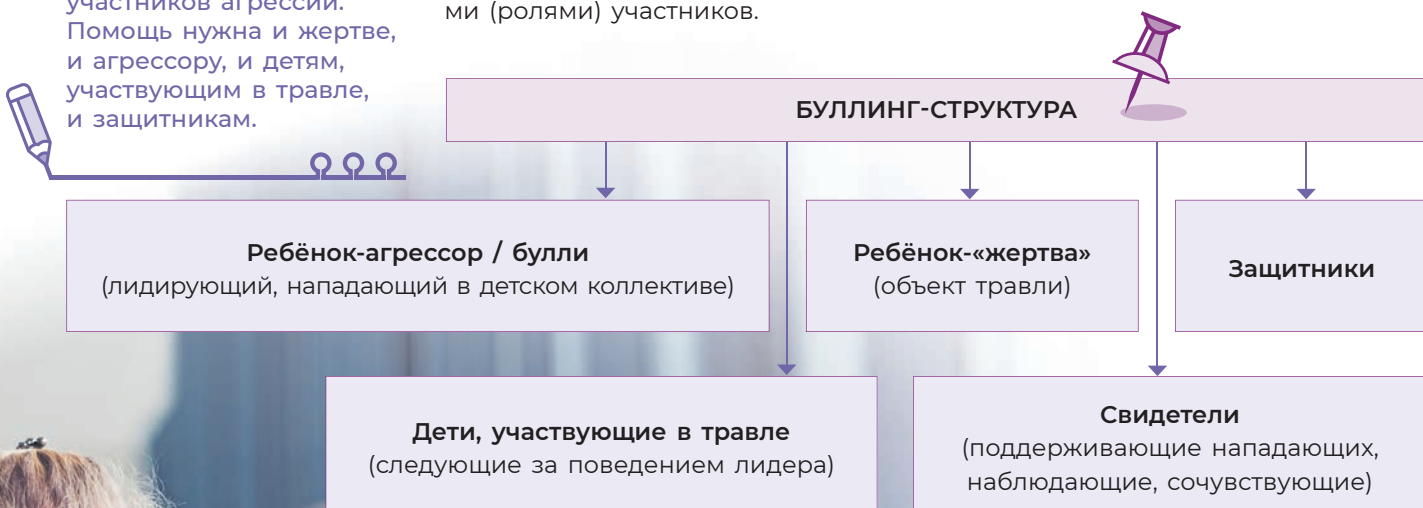 участников агрессии.
Помощь нужна и жертве,
и агрессору, и детям,
участвующим в травле,
и защитникам.
ми (ролями) участников.
БУЛЛИНГ-СТРУКТУРА
Ребёнок-агрессор / булли
(лидирующий, нападающий в детском коллективе)
Ребёнок-«жертва»
(объект травли)
Защитники
Дети, участвующие в травле
(следующие за поведением лидера)
Свидетели
(поддерживающие нападающих,
наблюдающие, сочувствующие)